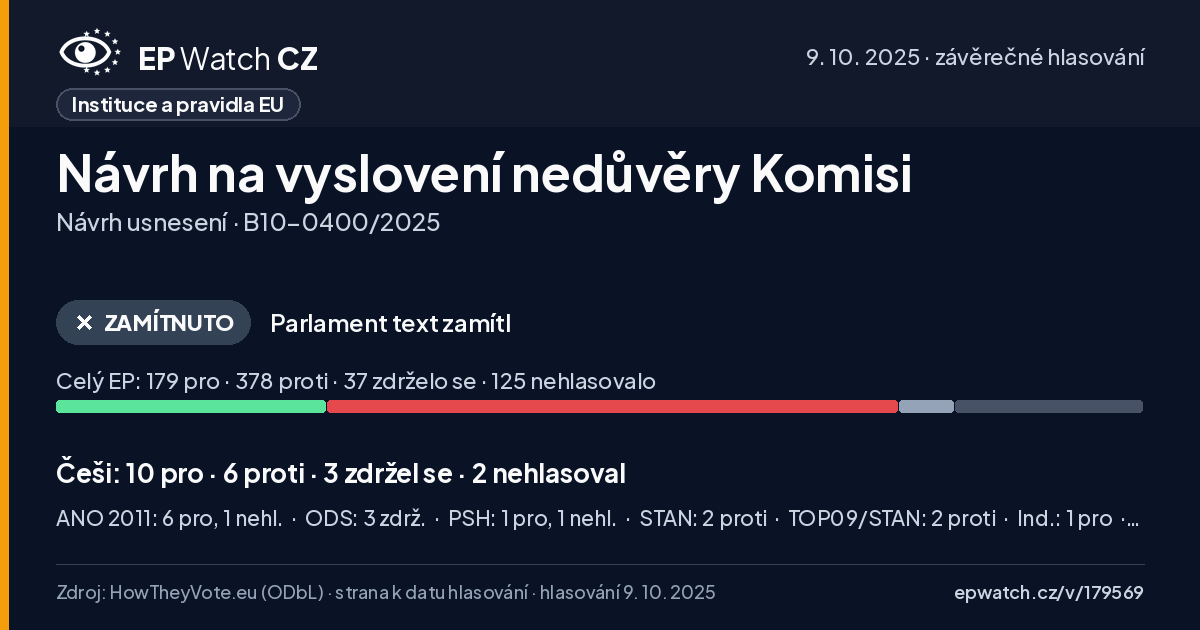 EP Watch CZ
9. 10. 2025 · závěrečné hlasování
Instituce a pravidla EU
Návrh na vyslovení nedůvěry Komisi
Návrh usnesení · B10–0400/2025
✕ ZAMÍTNUTO
Parlament text zamítl
Celý EP: 179 pro · 378 proti · 37 zdrželo se · 125 nehlasovalo
Češi: 10 pro · 6 proti · 3 zdržel se · 2 nehlasoval
ANO 2011: 6 pro, 1 nehl. · ODS: 3 zdrž. · PSH: 1 pro, 1 nehl. · STAN: 2 proti · TOP09/STAN: 2 proti · Ind.: 1 pro ·…
Zdroj: HowTheyVote.eu (ODbL) · strana k datu hlasování · hlasování 9. 10. 2025
epwatch.cz/v/179569